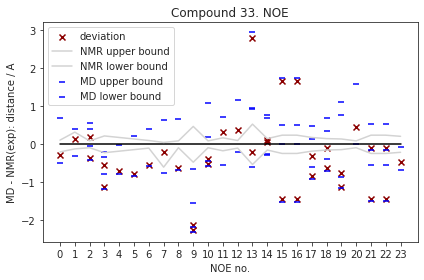 Compound 33. NOE
deviation
NMR upper bound
NMR lower bound
MD upper bound
MD lower bound
MD - NMR(exp): distance / A
3
2
1
0
−1
−2
0 1 2 3 4 5 6 7 8 9 10 11 12 13 14 15 16 17 18 19 20 21 22 23
NOE no.